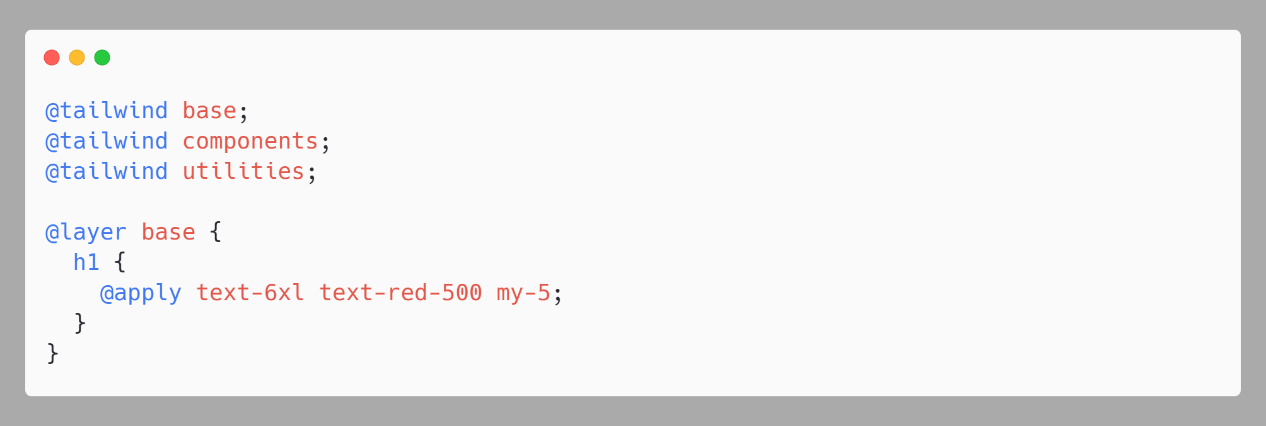 @tailwind base;
@tailwind components;
@tailwind utilities;

@layer base {
  h1 {
    @apply text-6xl text-red-500 my-5;
  }
}